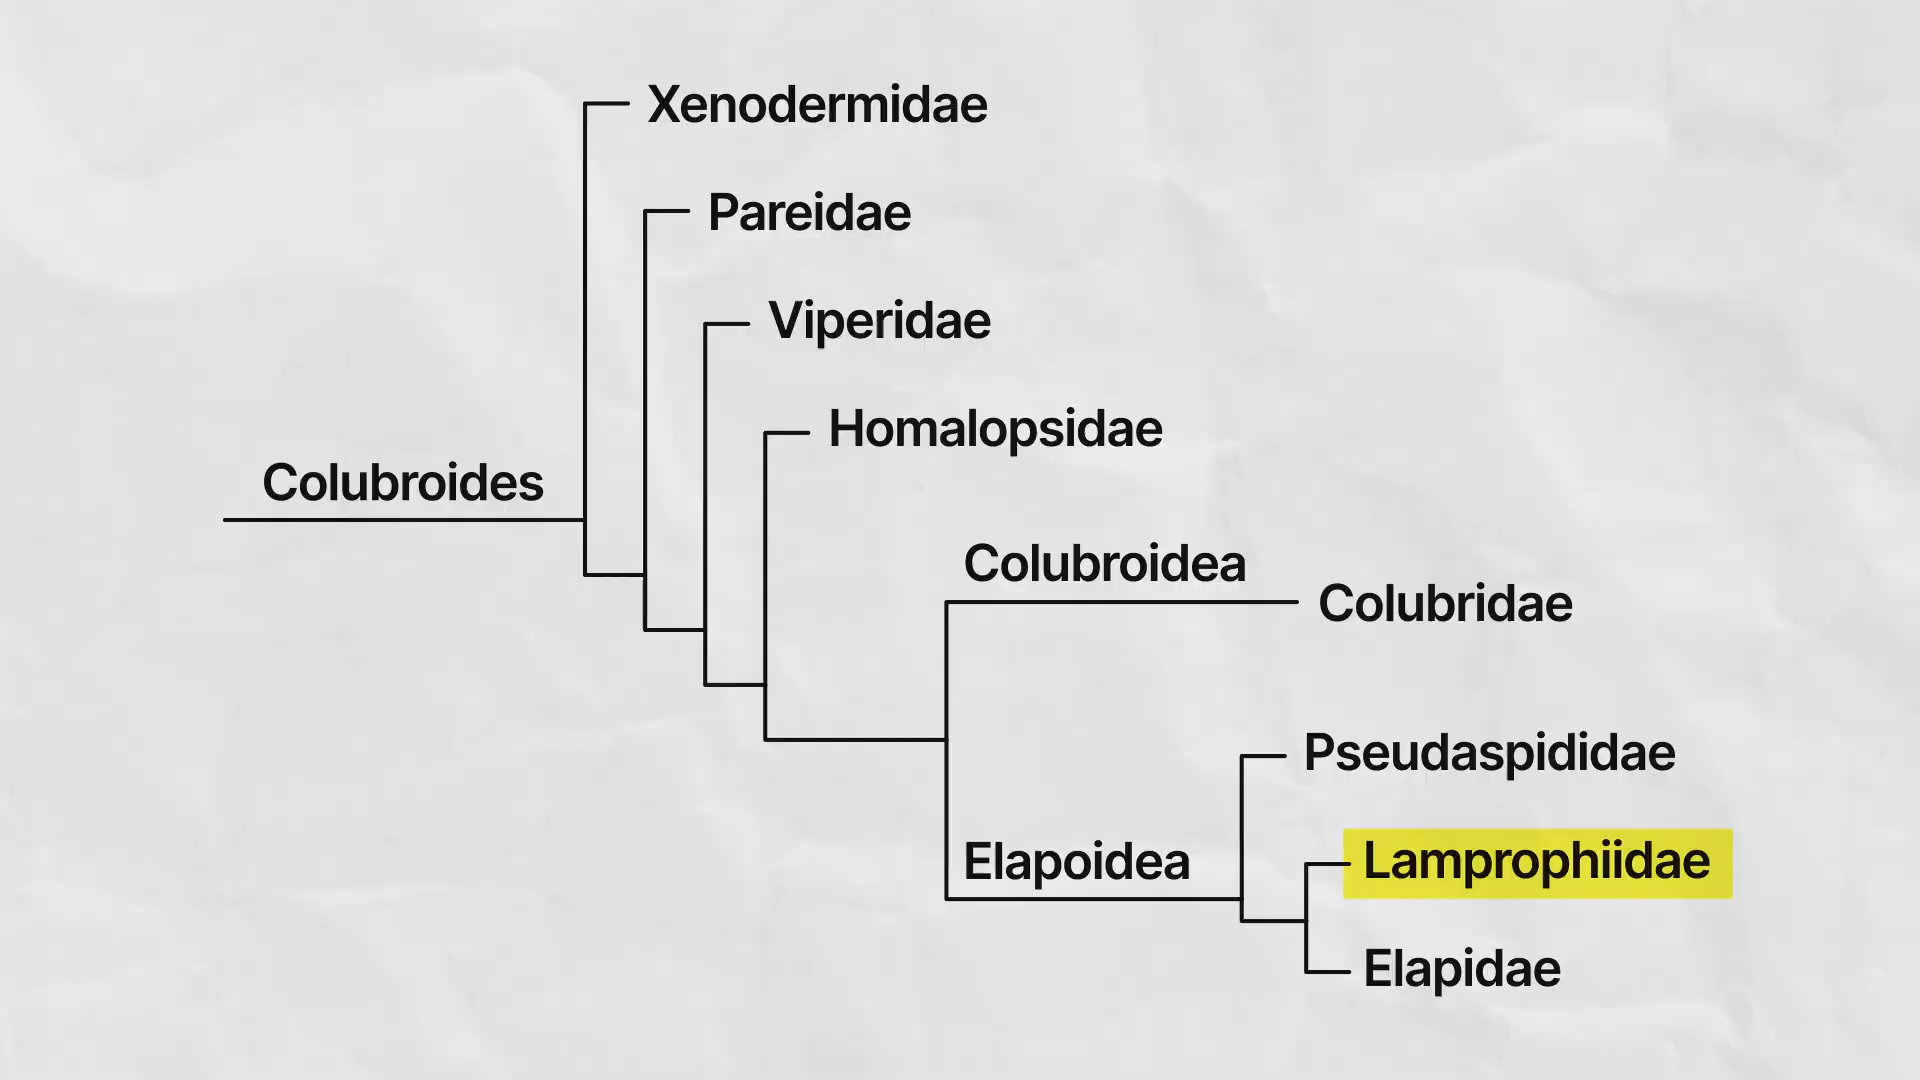 Xenodermidae
Pareidae
Viperidae
Homalopsidae
Colubroides
Colubroidea
Colubridae
Pseudaspididae
Elapoidea
Lamprophiidae
Elapidae